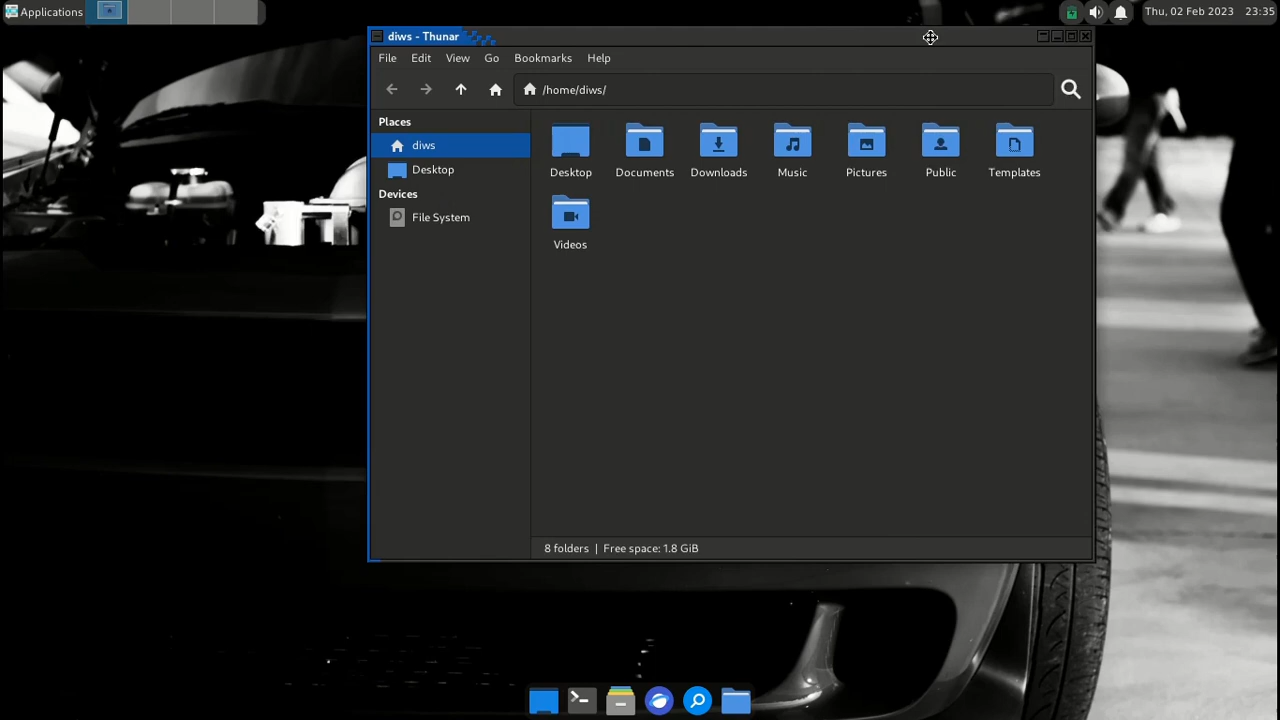 Applications
Thu, 02 Feb 2023 23:35
diws - Thunar
File Edit View Go Bookmarks Help
/home/diws/
Places
diws
Desktop
Devices
File System
Desktop Documents Downloads Music Pictures Public Templates
Videos
8 folders | Free space: 1.8 GiB